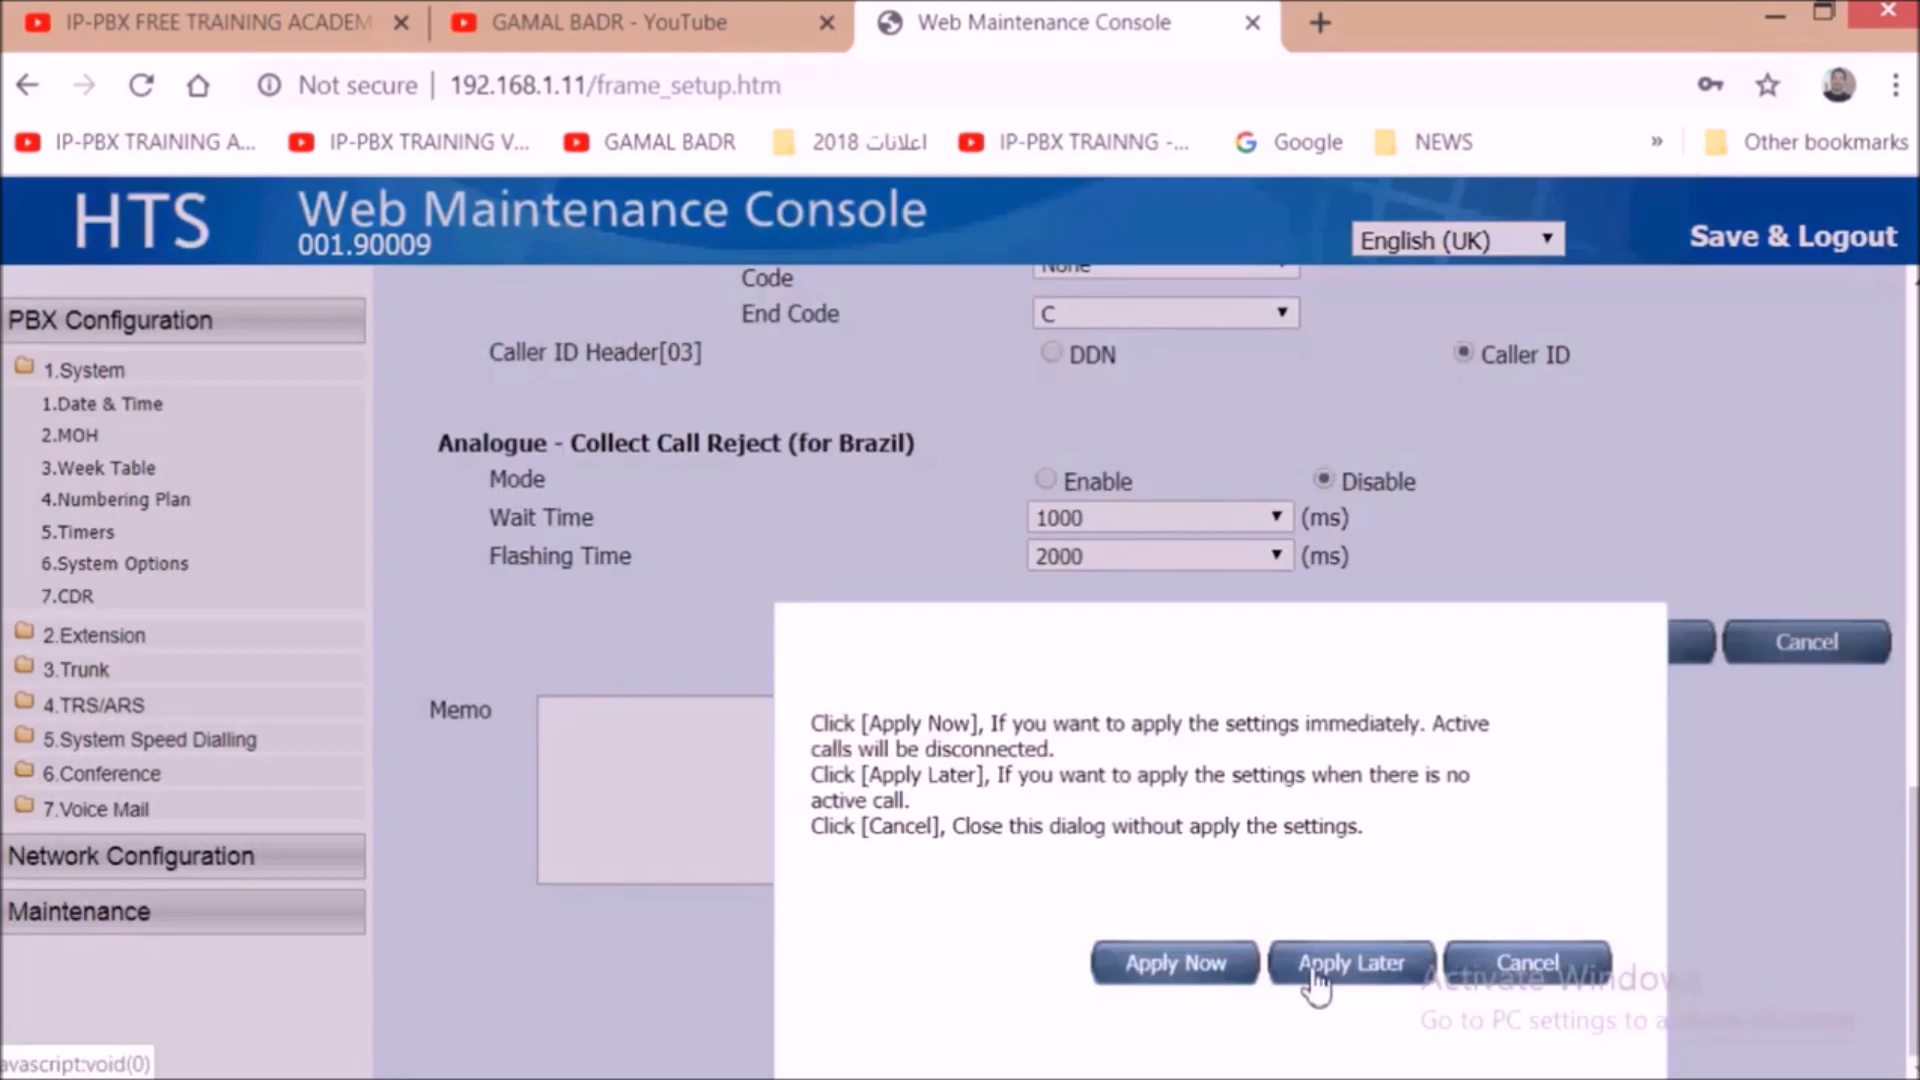 IP-PBX FREE TRAINING ACADEM
GAMAL BADR - YouTube
Web Maintenance Console
Not secure
192.168.1.11/frame_setup.htm
IP-PBX TRAINING A...
IP-PBX TRAINING V...
GAMAL BADR
اعلانات 2018
IP-PBX TRAINNG -...
Google
NEWS
»
Other bookmarks
HTS
Web Maintenance Console
001.90009
English (UK)
Save & Logout
PBX Configuration
1.System
1.Date & Time
2.MOH
3.Week Table
4.Numbering Plan
5.Timers
6.System Options
7.CDR
2.Extension
3.Trunk
4.TRS/ARS
5.System Speed Dialling
6.Conference
7.Voice Mail
Network Configuration
Maintenance
Code
None
End Code
C
Caller ID Header[03]
DDN
Caller ID
Analogue - Collect Call Reject (for Brazil)
Mode
Enable
Disable
Wait Time
1000
(ms)
Flashing Time
2000
(ms)
Cancel
Memo
Click [Apply Now], If you want to apply the settings immediately. Active
calls will be disconnected.
Click [Apply Later], If you want to apply the settings when there is no
active call.
Click [Cancel], Close this dialog without apply the settings.
Apply Now
Apply Later
Cancel
Activate Window
Go to PC settings to
avascript:void(0)